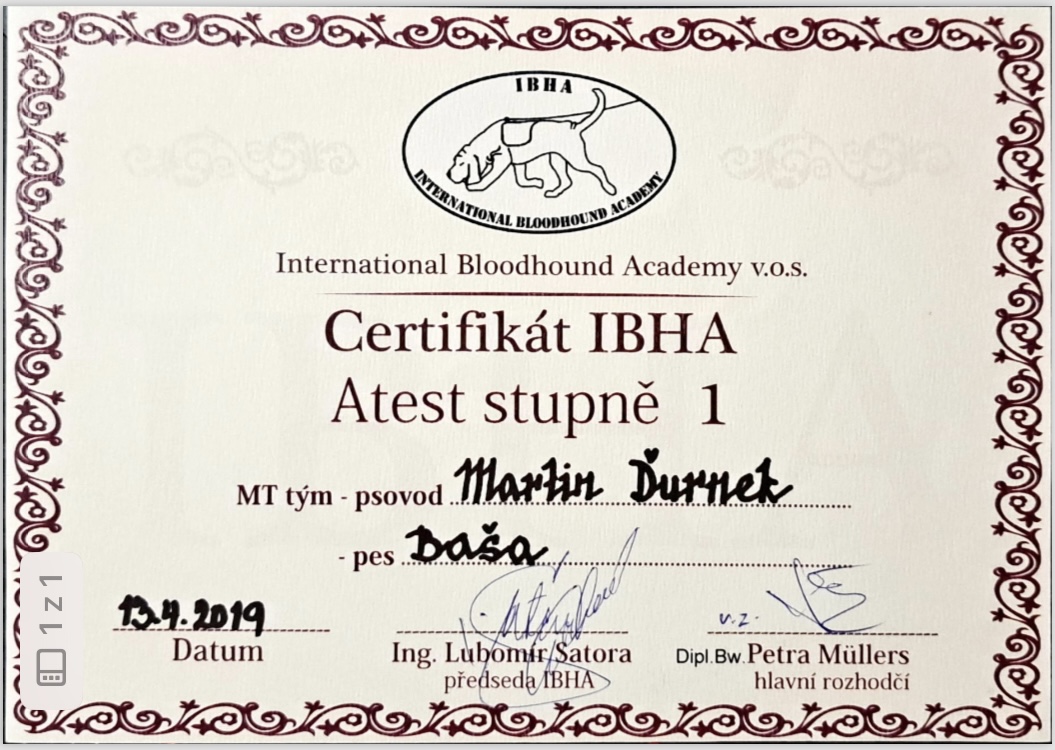 IBHA
INTERNATIONAL BLOODHOUND ACADEMY
International Bloodhound Academy v.o.s.
Certifikát IBHA
Atest stupně 1
MT tým - psovod Martin Ďurnek
- pes Baša
13.4.2019
Datum
Ing. Lubomír Šatora
předseda IBHA
v.z.
Dipl.Bw. Petra Müllers
hlavní rozhodčí
1 z 1